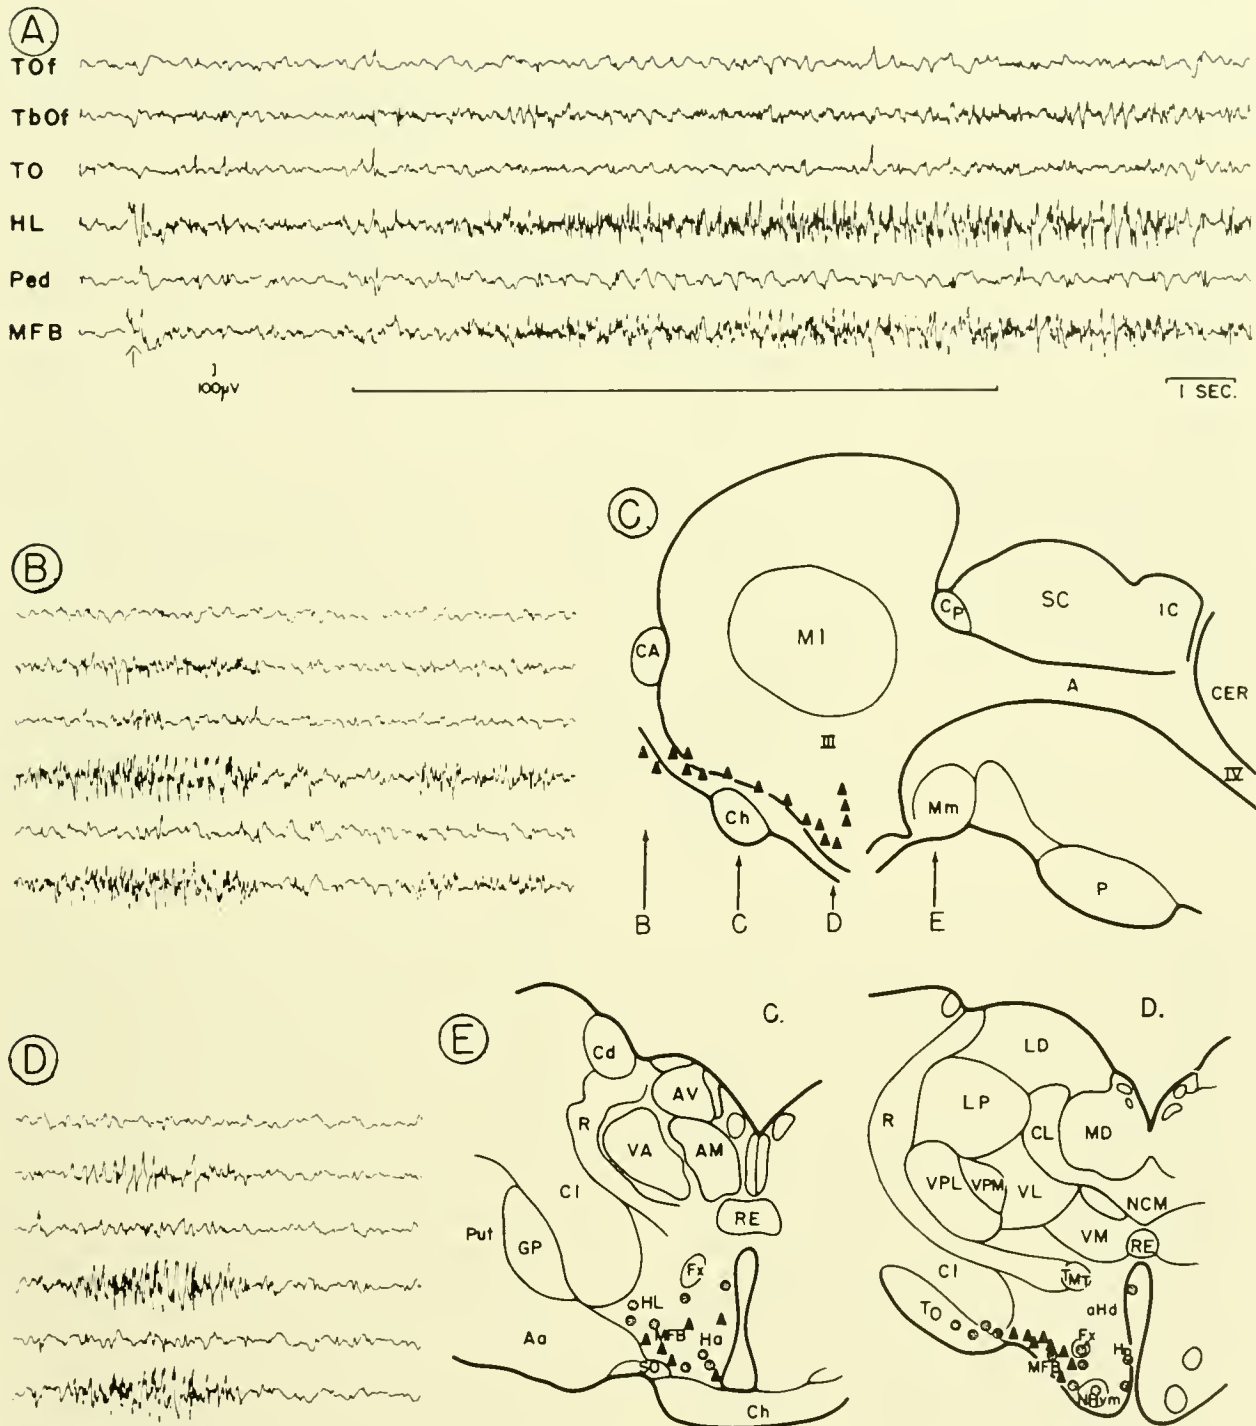 A
TOf
TbOf
TO
HL
Ped
MFB
100μV
1 SEC.
B
C
CA
MI
CP
SC
IC
A
CER
III
IV
Ch
Mm
P
B
C
D
E
D
E
C.
Cd
AV
R
VA
AM
CI
RE
Put
GP
Fx
HL
MFB
Ha
Aa
SO
Ch
D.
LD
LP
R
CL
MD
VPL
VPM
VL
NCM
VM
RE
CI
TMT
TO
aHd
Fx
MFB